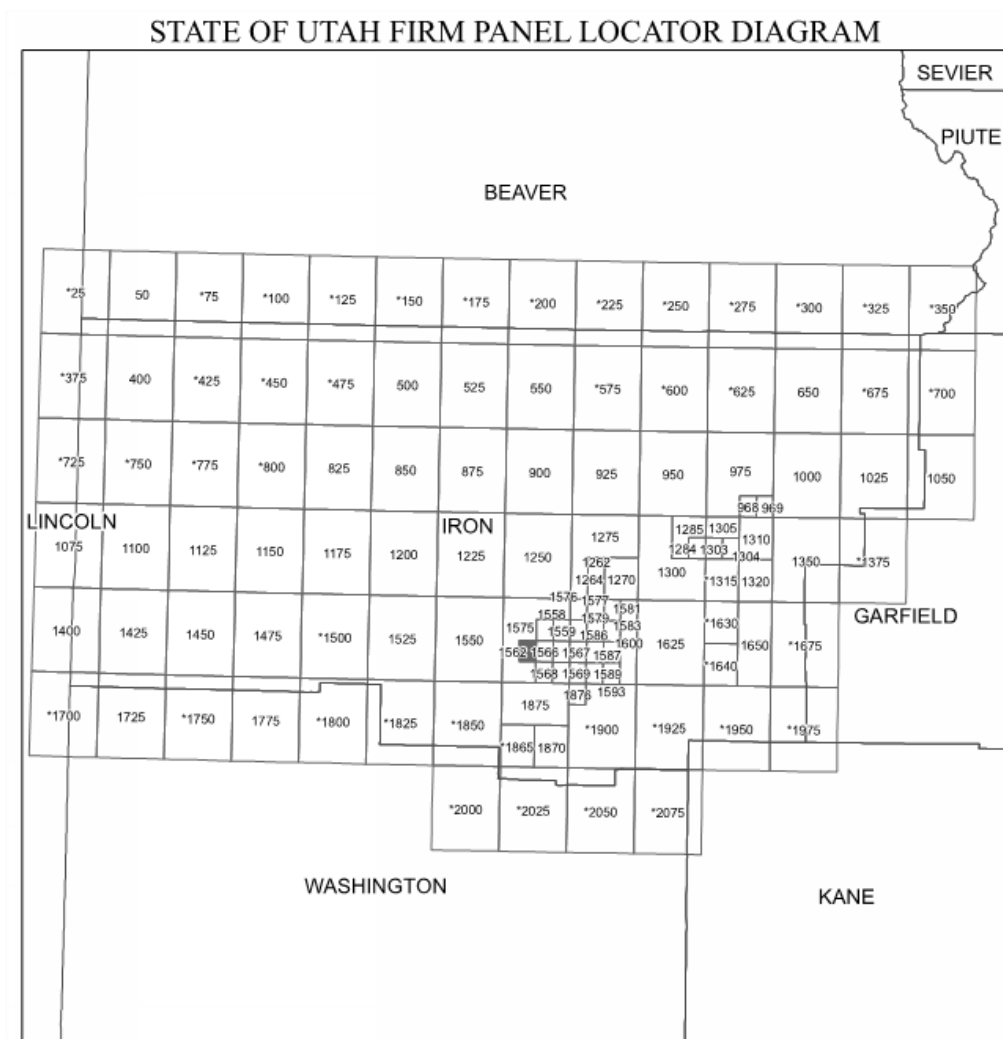 STATE OF UTAH FIRM PANEL LOCATOR DIAGRAM
SEVIER
PIUTE
BEAVER
*25 50 *75 *100 *125 *150 *175 *200 *225 *250 *275 *300 *325 *350
*375 400 *425 *450 *475 500 525 550 *575 *600 *625 650 *675 *700
*725 *750 *775 *800 825 850 875 900 925 950 975 1000 1025 1050
968 969
LINCOLN IRON
1285 1305
1275 1310
1075 1100 1125 1150 1175 1200 1225 1250 1284 1303 1304 1350 *1375
1262
1264 1270 1300 *1315 1320
1576 1577 1581
1558 1579 1583 *1630 GARFIELD
1400 1425 1450 1475 *1500 1525 1550 1575 1559 1586 1600 1625 1650 *1675
1562 1566 1567 1587 *1640
1568 1569 1589
1876 1593
1875
*1700 1725 *1750 1775 *1800 *1825 *1850 *1900 *1925 *1950 *1975
*1865 1870
*2000 *2025 *2050 *2075
WASHINGTON
KANE